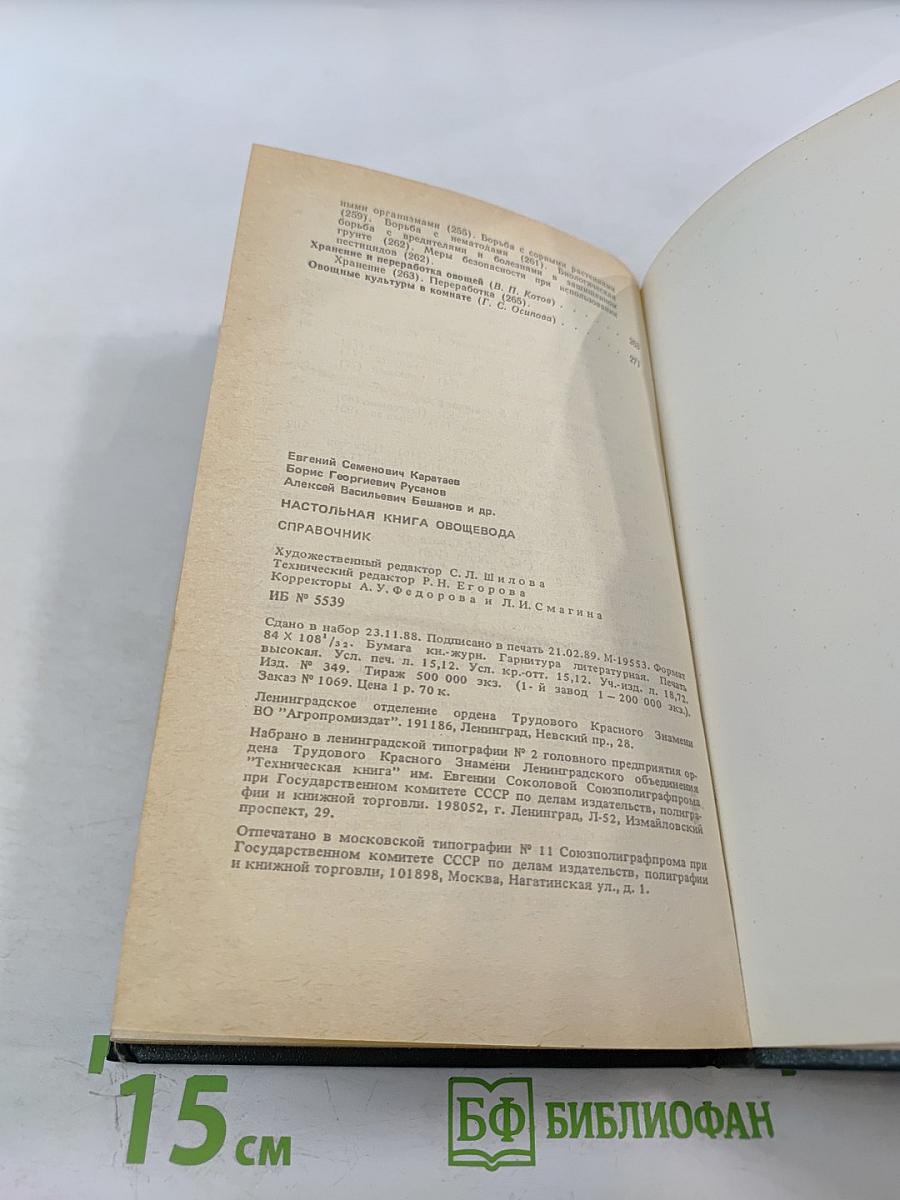 ными организмами (255). Борьба с сорными растениями
(259). Борьба с нематодами (261). Биологическая
борьба с вредителями и болезнями в защищенном
грунте (262). Меры безопасности при использовании
пестицидов (262).
Хранение и переработка овощей (В. П. Котов) . . . . . . 263
Хранение (263). Переработка (265).
Овощные культуры в комнате (Г. С. Осипова) . . . . . . 271
Евгений Семенович Каратаев
Борис Георгиевич Русанов
Алексей Васильевич Бешанов и др.
НАСТОЛЬНАЯ КНИГА ОВОЩЕВОДА
СПРАВОЧНИК
Художественный редактор С. Л. Шилова
Технический редактор Р. Н. Егорова
Корректоры А. У. Федорова и Л. И. Смагина
ИБ № 5539
Сдано в набор 23.11.88. Подписано в печать 21.02.89. М-19553. Формат
84 Х 108¹/₃₂. Бумага кн.-журн. Гарнитура литературная. Печать
высокая. Усл. печ. л. 15,12. Усл. кр.-отт. 15,12. Уч.-изд. л. 18,72.
Изд. № 349. Тираж 500 000 экз. (1-й завод 1 — 200 000 экз.).
Заказ № 1069. Цена 1 р. 70 к.
Ленинградское отделение ордена Трудового Красного Знамени
ВО "Агропромиздат". 191186, Ленинград, Невский пр., 28.
Набрано в ленинградской типографии № 2 головного предприятия ор-
дена Трудового Красного Знамени Ленинградского объединения
"Техническая книга" им. Евгении Соколовой Союзполиграфпрома
при Государственном комитете СССР по делам издательств, полигра-
фии и книжной торговли. 198052, г. Ленинград, Л-52, Измайловский
проспект, 29.
Отпечатано в московской типографии № 11 Союзполиграфпрома при
Государственном комитете СССР по делам издательств, полиграфии
и книжной торговли, 101898, Москва, Нагатинская ул., д. 1.
15 см
БФ БИБЛИОФАН